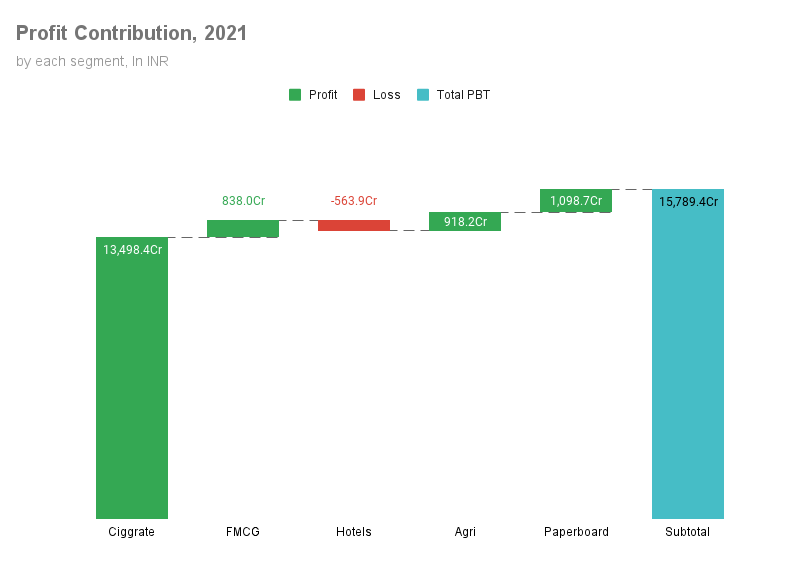 Profit Contribution, 2021
by each segment, In INR
Profit Loss Total PBT
838.0Cr -563.9Cr
1,098.7Cr 15,789.4Cr
918.2Cr
13,498.4Cr
Ciggrate FMCG Hotels Agri Paperboard Subtotal